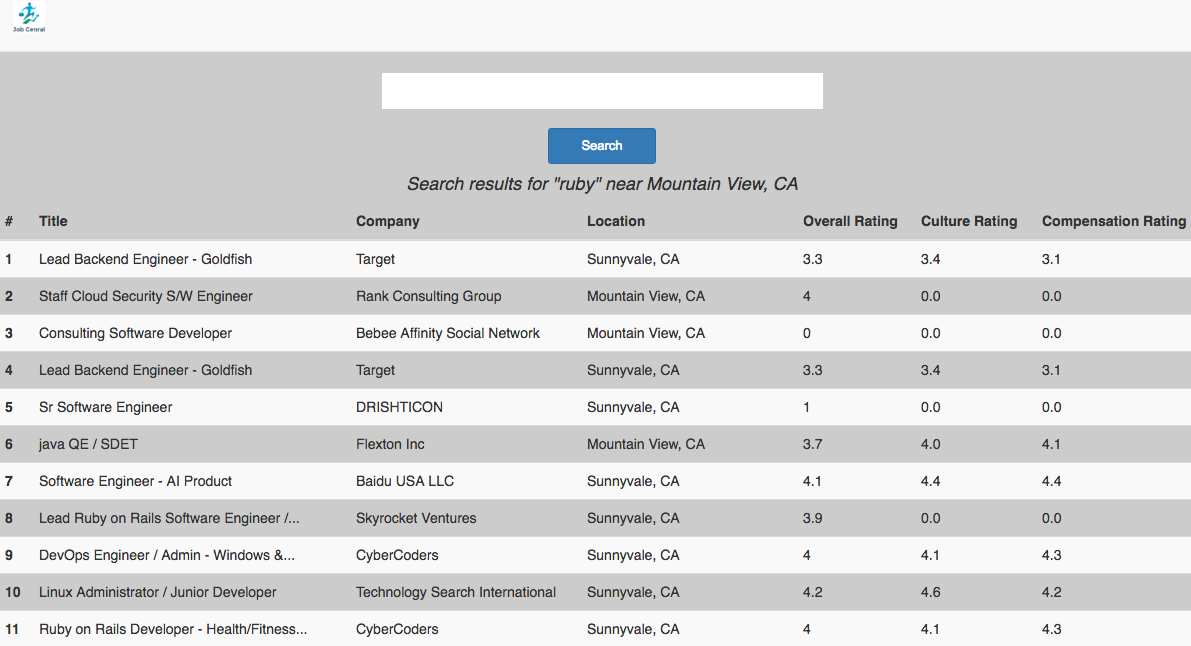 Job Cenral
Search
Search results for "ruby" near Mountain View, CA
# Title Company Location Overall Rating Culture Rating Compensation Rating
1 Lead Backend Engineer - Goldfish Target Sunnyvale, CA 3.3 3.4 3.1
2 Staff Cloud Security S/W Engineer Rank Consulting Group Mountain View, CA 4 0.0 0.0
3 Consulting Software Developer Bebee Affinity Social Network Mountain View, CA 0 0.0 0.0
4 Lead Backend Engineer - Goldfish Target Sunnyvale, CA 3.3 3.4 3.1
5 Sr Software Engineer DRISHTICON Sunnyvale, CA 1 0.0 0.0
6 java QE / SDET Flexton Inc Mountain View, CA 3.7 4.0 4.1
7 Software Engineer - AI Product Baidu USA LLC Sunnyvale, CA 4.1 4.4 4.4
8 Lead Ruby on Rails Software Engineer /... Skyrocket Ventures Sunnyvale, CA 3.9 0.0 0.0
9 DevOps Engineer / Admin - Windows &... CyberCoders Sunnyvale, CA 4 4.1 4.3
10 Linux Administrator / Junior Developer Technology Search International Sunnyvale, CA 4.2 4.6 4.2
11 Ruby on Rails Developer - Health/Fitness... CyberCoders Sunnyvale, CA 4 4.1 4.3